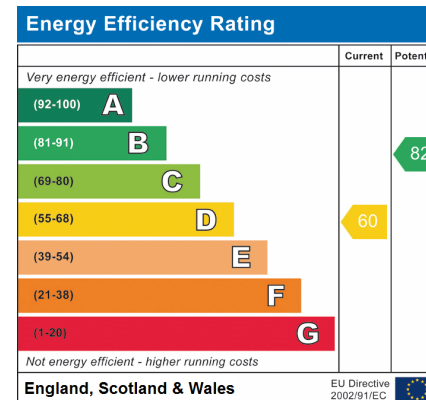 Energy Efficiency Rating
Current
Very energy efficient - lower running costs
(92-100) A
(81-91) B
82
(69-80) C
(55-68) D
60
(39-54) E
(21-38) F
(1-20) G
Not energy efficient - higher running costs
England, Scotland & Wales
EU Directive
2002/91/EC